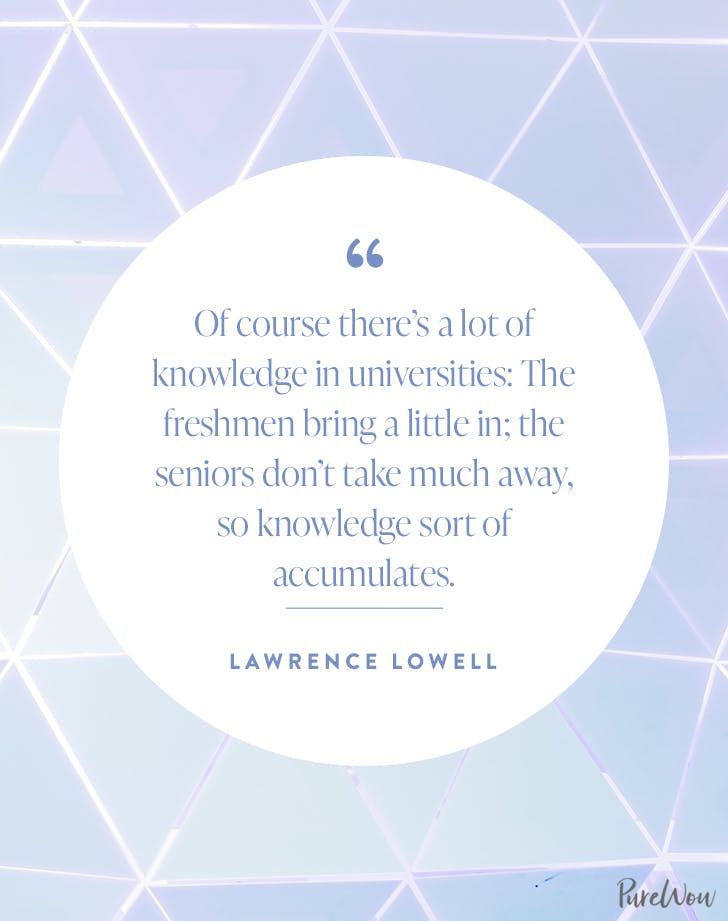 “
Of course there’s a lot of
knowledge in universities: The
freshmen bring a little in; the
seniors don’t take much away,
so knowledge sort of
accumulates.
LAWRENCE LOWELL
PureWow